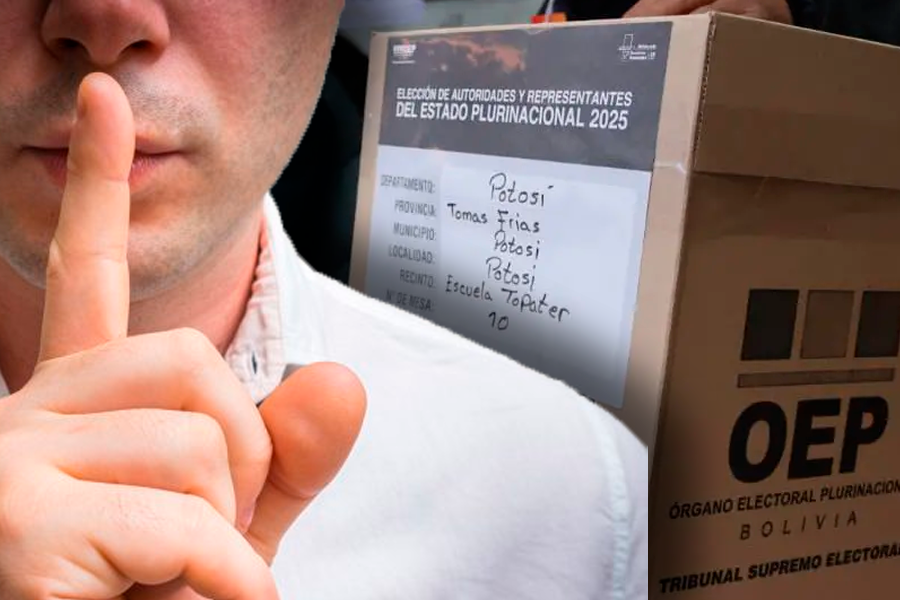 ELECCIÓN DE AUTORIDADES Y REPRESENTANTES
DEL ESTADO PLURINACIONAL 2025
DEPARTAMENTO: Potosí
PROVINCIA: Tomas Frias
MUNICIPIO: Potosi
LOCALIDAD: Potosi
RECINTO: Escuela Topater
Nº DE MESA: 10
OEP
ÓRGANO ELECTORAL PLURINACION
BOLIVIA
TRIBUNAL SUPREMO ELECTORAL